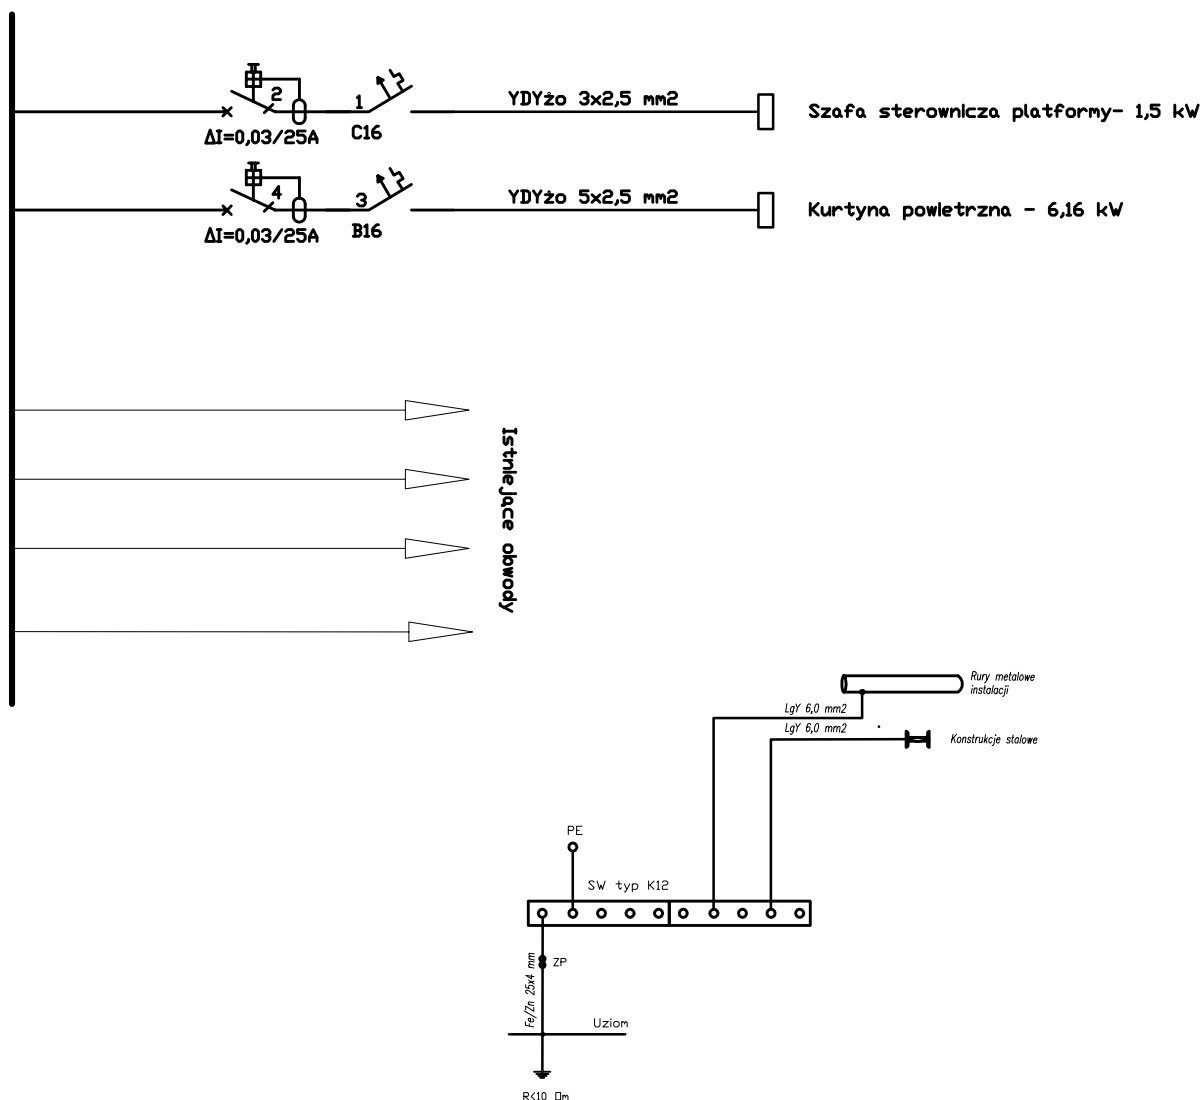 2
1
YDYżo 3x2,5 mm2
Szafa sterownicza platformy- 1,5 kW
ΔI=0,03/25A
C16
4
3
YDYżo 5x2,5 mm2
Kurtyna powietrzna - 6,16 kW
ΔI=0,03/25A
B16
Istniejące obwody
Rury metalowe
instalacji
LgY 6,0 mm2
LgY 6,0 mm2
Konstrukcje stalowe
PE
SW typ K12
ZP
Fe/Zn 25x4 mm
Uziom
R<10 □m